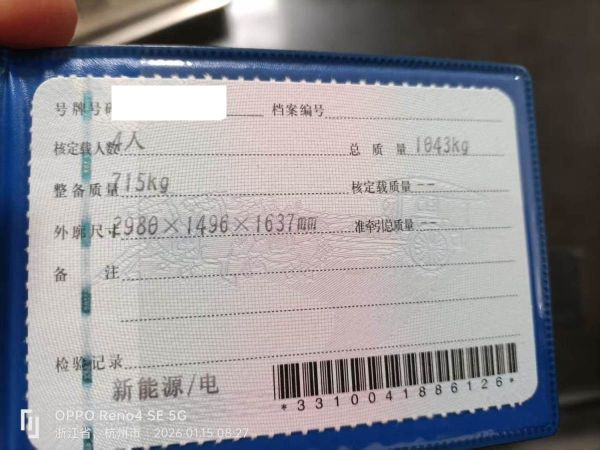 号牌号码 档案编号
核定载人数 4人 总质量 1043kg
整备质量 715kg 核定载质量 --
外廓尺寸 2980×1496×1637mm 准牵引总质量 --
备注
检验记录
新能源/电
*3310041886126*
OPPO Reno4 SE 5G
浙江省、杭州市 2026.01.15 08:27